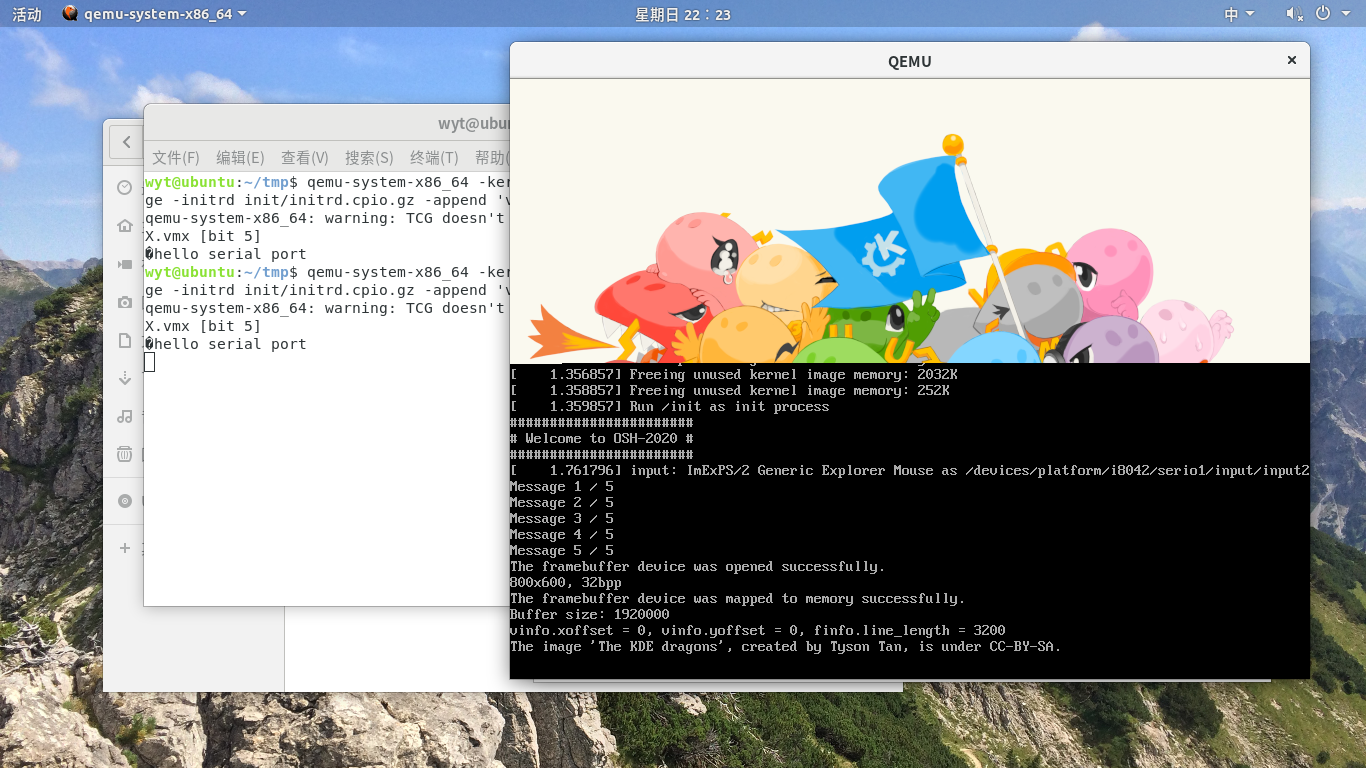 活动
qemu-system-x86_64
星期日 22：23
中
QEMU
wyt@ubu
文件(F) 编辑(E) 查看(V) 搜索(S) 终端(T) 帮助(
wyt@ubuntu:~/tmp$ qemu-system-x86_64 -ker
ge -initrd init/initrd.cpio.gz -append 'v
qemu-system-x86_64: warning: TCG doesn't
X.vmx [bit 5]
�hello serial port
wyt@ubuntu:~/tmp$ qemu-system-x86_64 -ker
ge -initrd init/initrd.cpio.gz -append 'v
qemu-system-x86_64: warning: TCG doesn't
X.vmx [bit 5]
�hello serial port
[    1.356857] Freeing unused kernel image memory: 2032K
[    1.358857] Freeing unused kernel image memory: 252K
[    1.359857] Run /init as init process
#######################
# Welcome to OSH-2020 #
#######################
[    1.761796] input: ImExPS/2 Generic Explorer Mouse as /devices/platform/i8042/serio1/input/input2
Message 1 / 5
Message 2 / 5
Message 3 / 5
Message 4 / 5
Message 5 / 5
The framebuffer device was opened successfully.
800x600, 32bpp
The framebuffer device was mapped to memory successfully.
Buffer size: 1920000
vinfo.xoffset = 0, vinfo.yoffset = 0, finfo.line_length = 3200
The image 'The KDE dragons', created by Tyson Tan, is under CC-BY-SA.